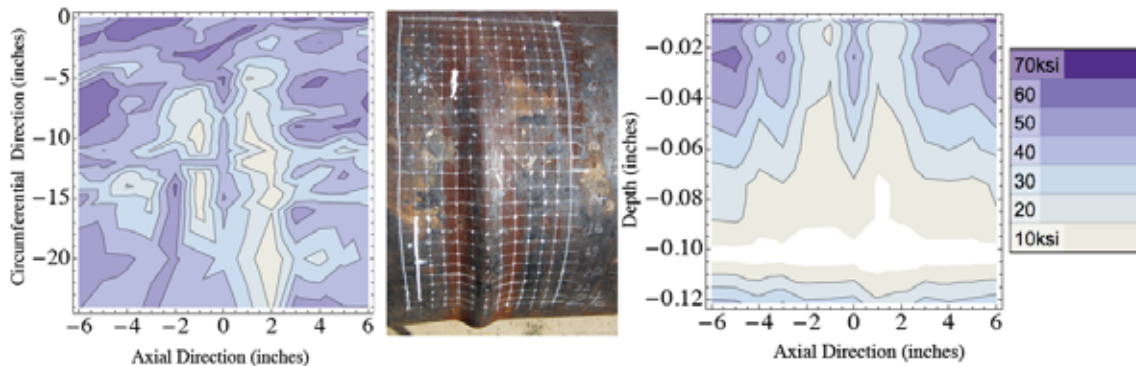 0
−5
−10
−15
−20
Circumferential Direction (inches)
−6 −4 −2 0 2 4 6
Axial Direction (inches)
−0.02
−0.04
−0.06
−0.08
−0.10
−0.12
Depth (inches)
−6 −4 −2 0 2 4 6
Axial Direction (inches)
70ksi
60
50
40
30
20
10ksi